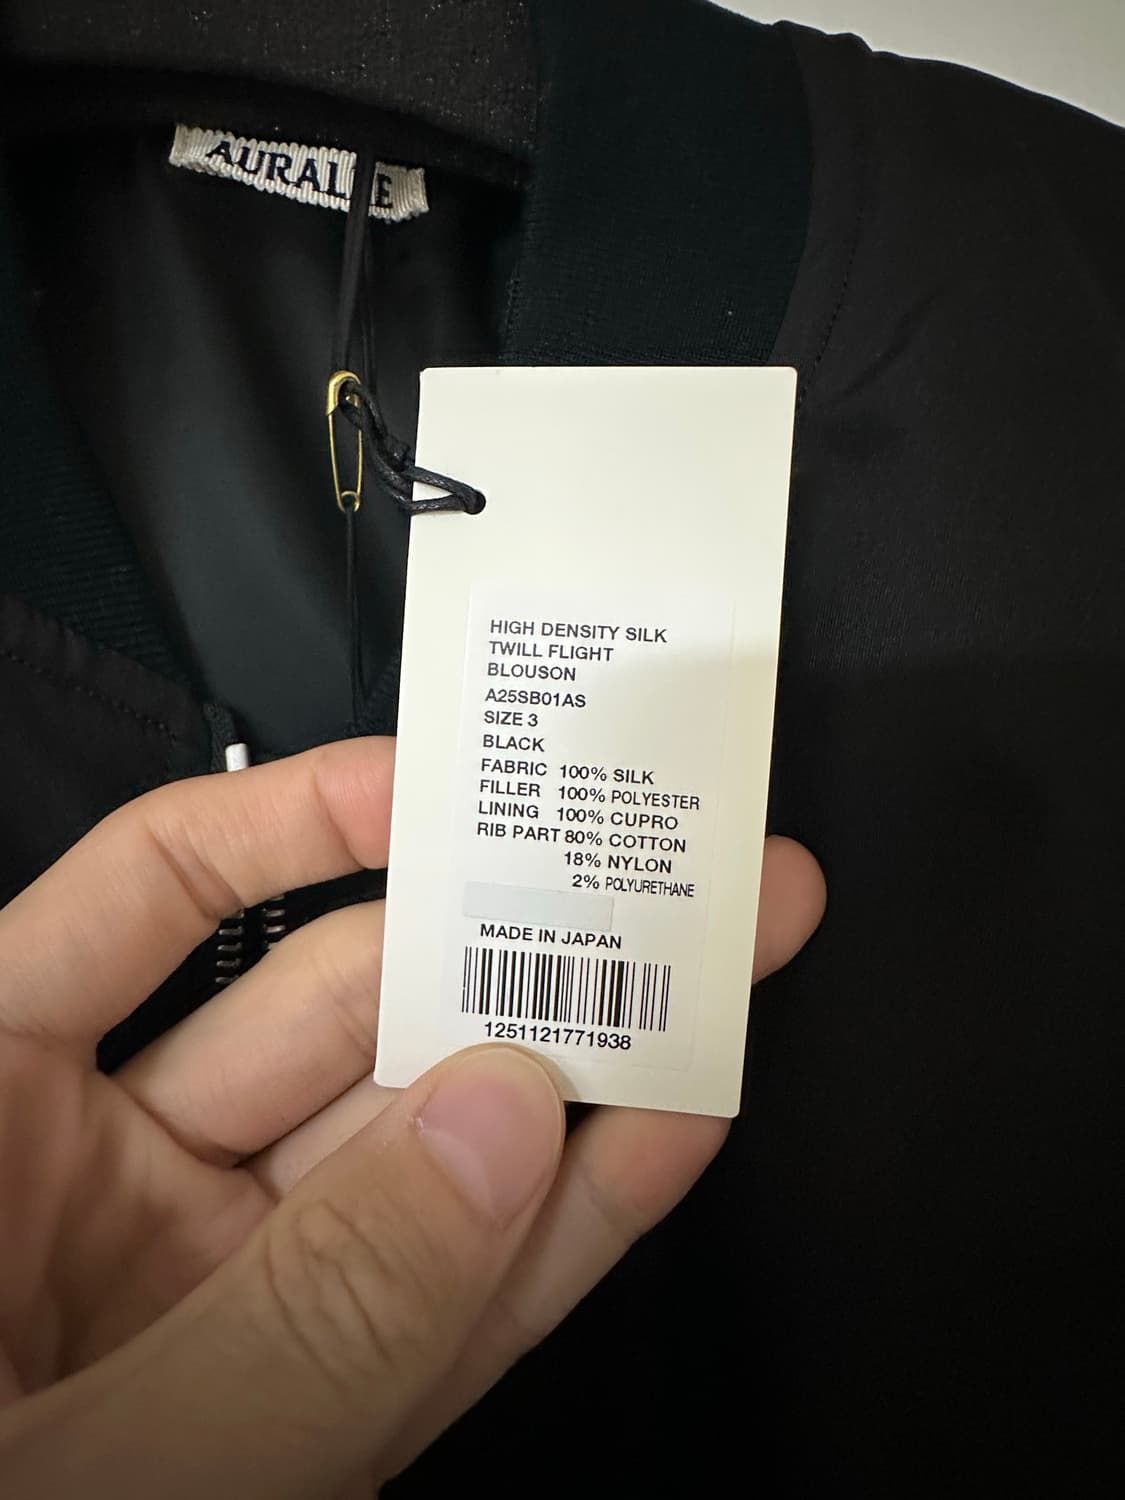 AURALEE
HIGH DENSITY SILK
TWILL FLIGHT
BLOUSON
A25SB01AS
SIZE 3
BLACK
FABRIC 100% SILK
FILLER 100% POLYESTER
LINING 100% CUPRO
RIB PART 80% COTTON
18% NYLON
2% POLYURETHANE
MADE IN JAPAN
1251121771938